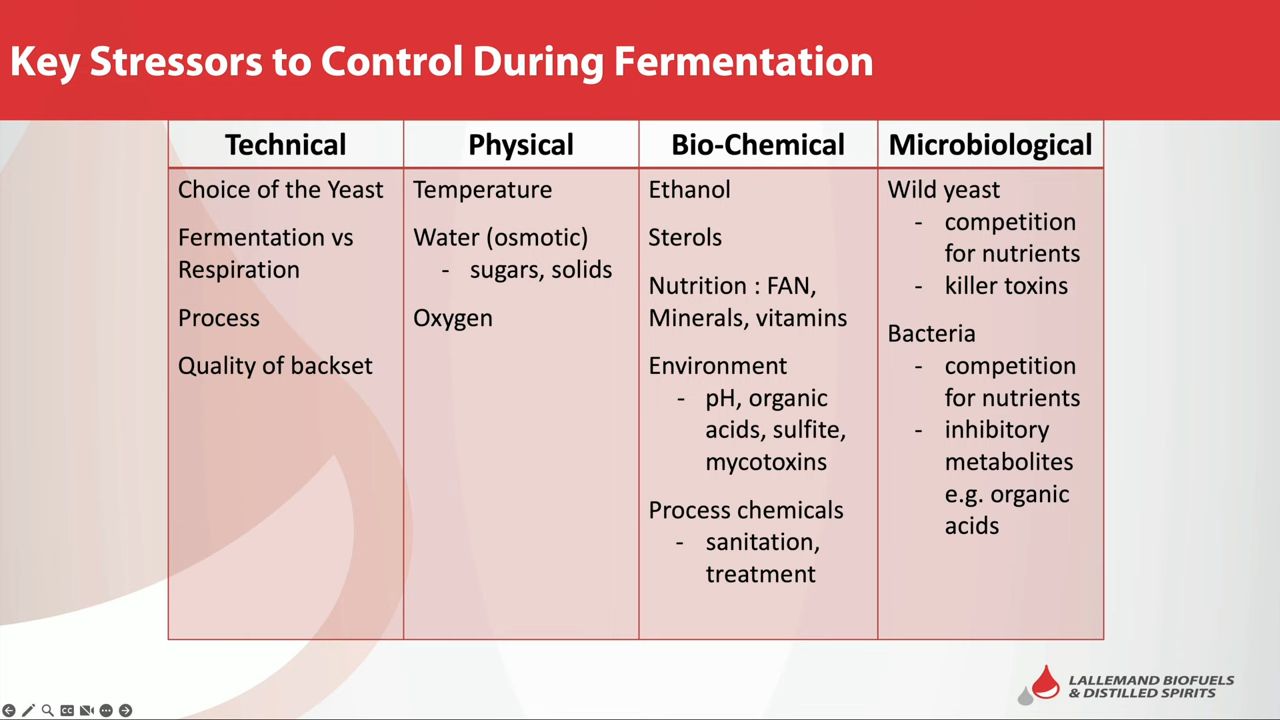 Key Stressors to Control During Fermentation
Technical
Choice of the Yeast
Fermentation vs
Respiration
Process
Quality of backset
Physical
Temperature
Water (osmotic)
- sugars, solids
Oxygen
Bio-Chemical
Ethanol
Sterols
Nutrition : FAN,
Minerals, vitamins
Environment
- pH, organic
acids, sulfite,
mycotoxins
Process chemicals
- sanitation,
treatment
Microbiological
Wild yeast
- competition
for nutrients
- killer toxins
Bacteria
- competition
for nutrients
- inhibitory
metabolites
e.g. organic
acids
LALLEMAND BIOFUELS
& DISTILLED SPIRITS
CC